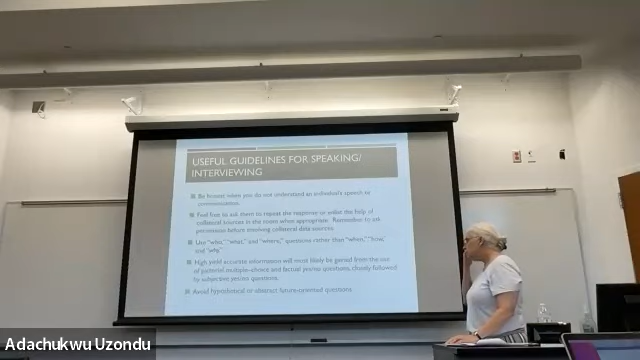 USEFUL GUIDELINES FOR SPEAKING/
INTERVIEWING
Be honest when you do not understand an individual's speech or
communication.
Feel free to ask them to repeat the response or enlist the help of
collateral sources in the room when appropriate. Remember to ask
permission before involving collateral data sources.
Use "who," "what," and "where," questions rather than "when," "how,"
and "why."
High yield accurate information will most likely be gained from the use
of pictorial multiple-choice and factual yes/no questions, closely followed
by subjective yes/no questions.
Avoid hypothetical or abstract future-oriented questions.
Adachukwu Uzondu